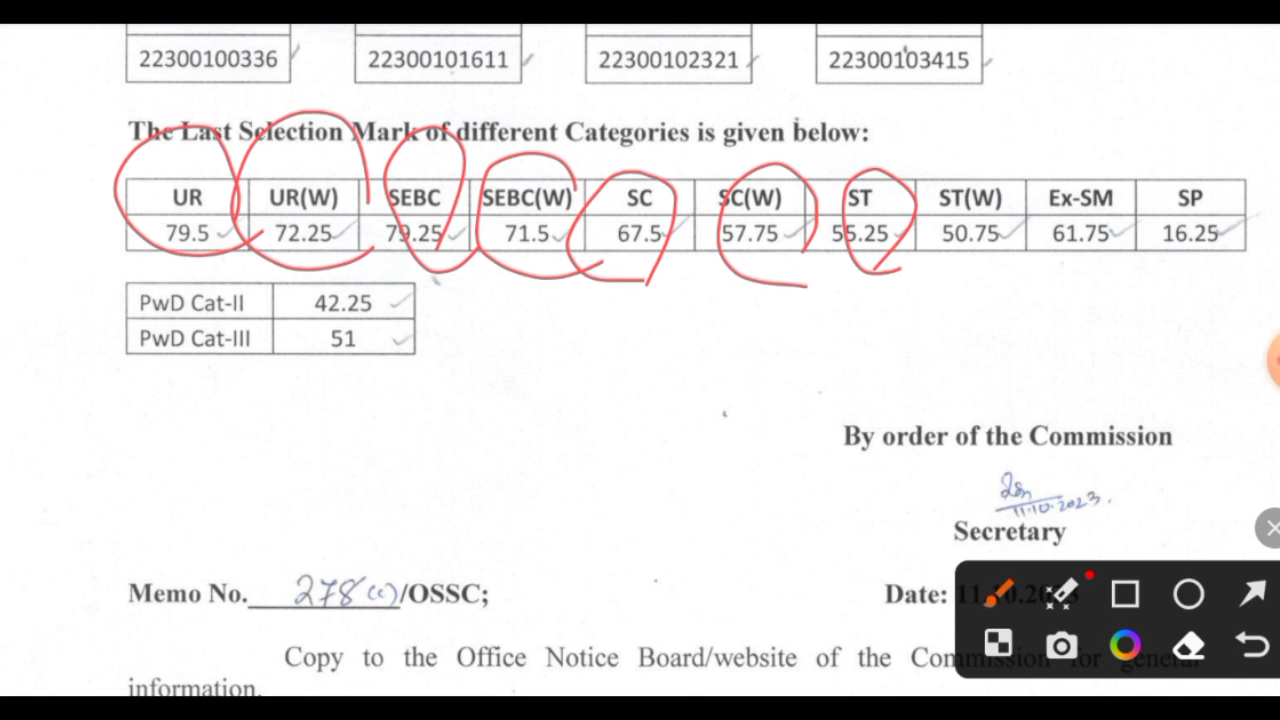 22300100336 22300101611 22300102321 22300103415
The Last Selection Mark of different Categories is given below:
UR UR(W) SEBC SEBC(W) SC SC(W) ST ST(W) Ex-SM SP
79.5 72.25 79.25 71.5 67.5 57.75 55.25 50.75 61.75 16.25
PwD Cat-II 42.25
PwD Cat-III 51
By order of the Commission
11.10.2023.
Secretary
Memo No. 278(c)/OSSC; Date: 11.10.2023
Copy to the Office Notice Board/website of the Commission for general
information.